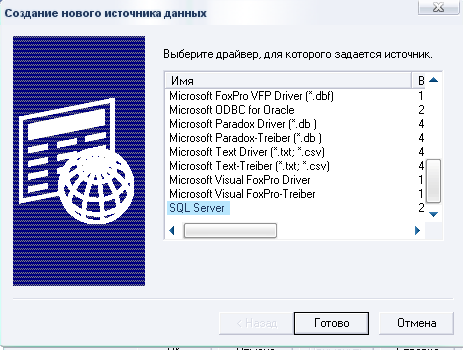 Создание нового источника данных
Выберите драйвер, для которого задается источник.
Имя В
Microsoft FoxPro VFP Driver (*.dbf) 1
Microsoft ODBC for Oracle 2
Microsoft Paradox Driver (*.db ) 4
Microsoft Paradox-Treiber (*.db ) 4
Microsoft Text Driver (*.txt; *.csv) 4
Microsoft Text-Treiber (*.txt; *.csv) 4
Microsoft Visual FoxPro Driver 1
Microsoft Visual FoxPro-Treiber 1
SQL Server 2
< Назад Готово Отмена